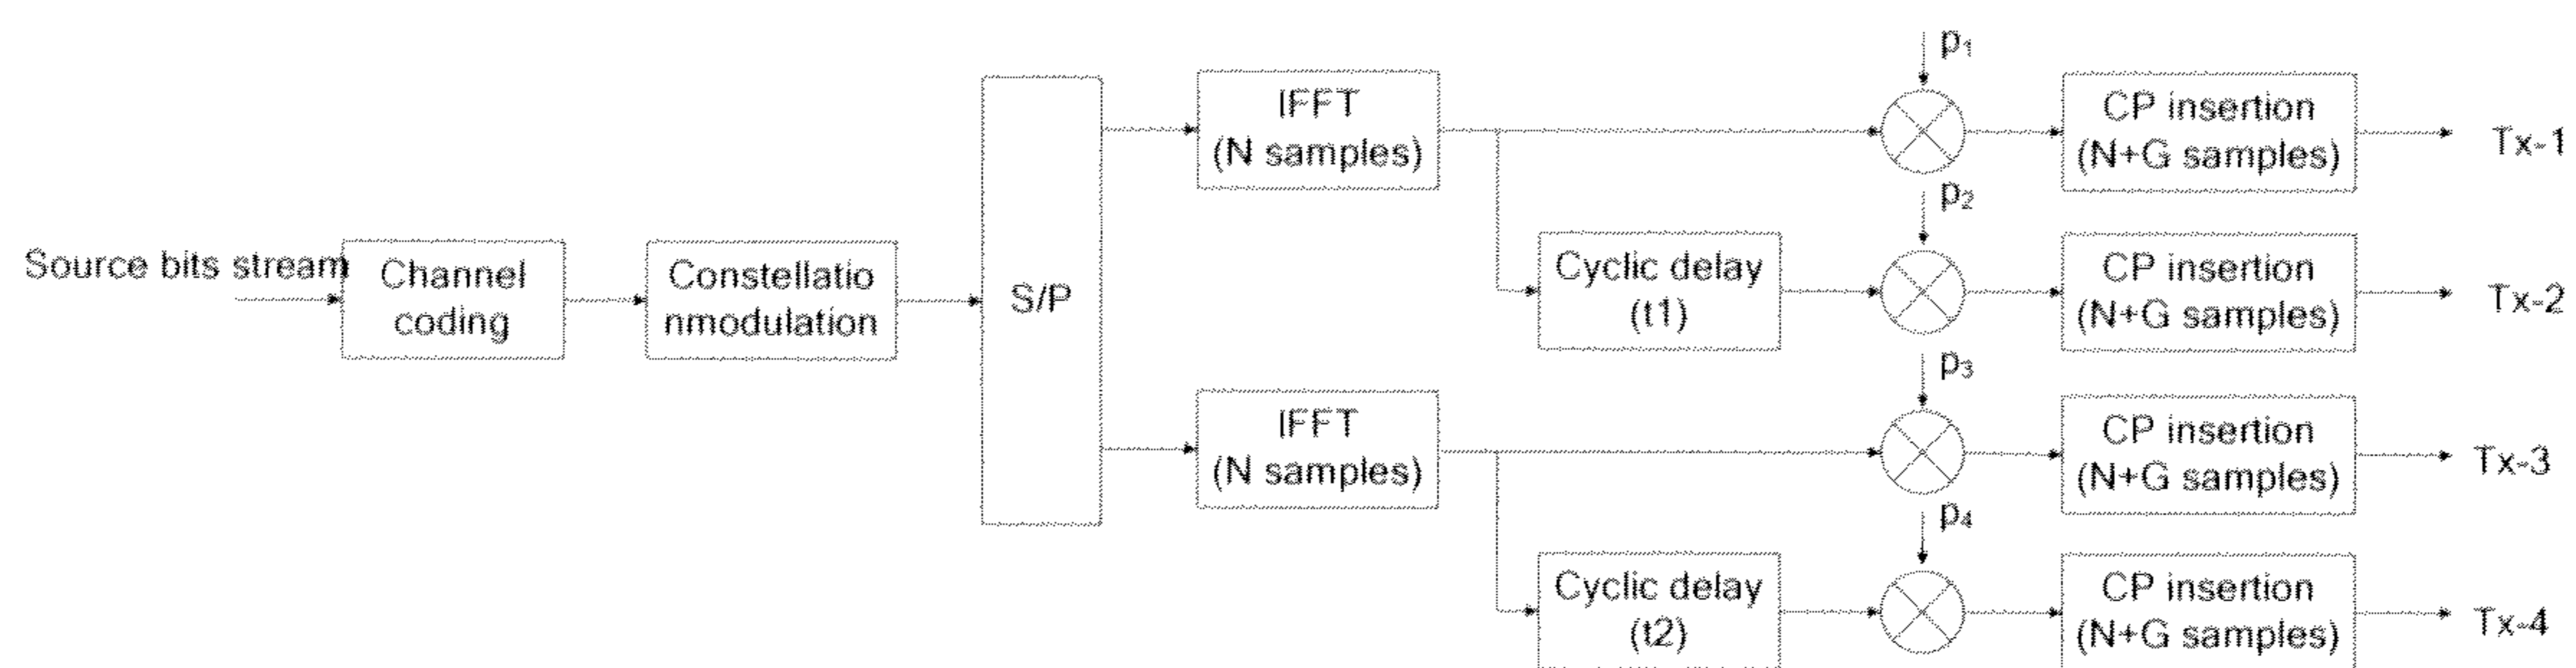 Source bits stream
Channel
coding
Constellatio
nmodulation
S/P
IFFT
(N samples)
IFFT
(N samples)
Cyclic delay
(t1)
Cyclic delay
(t2)
p₁
p₂
p₃
p₄
CP insertion
(N+G samples)
CP insertion
(N+G samples)
CP insertion
(N+G samples)
CP insertion
(N+G samples)
Tx-1
Tx-2
Tx-3
Tx-4